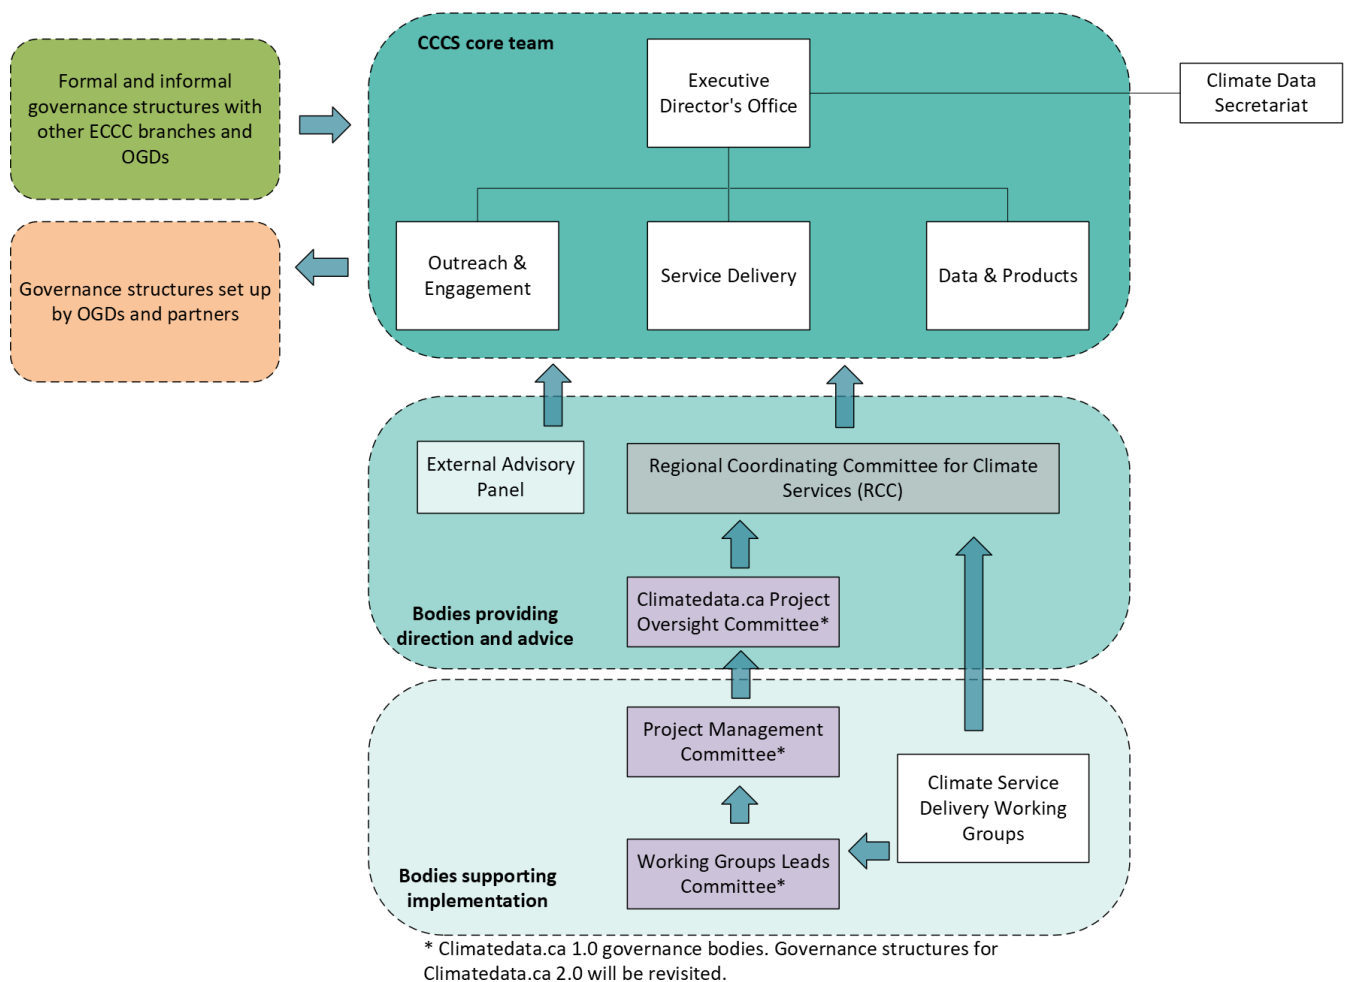 Formal and informal
governance structures with
other ECCC branches and
OGDs
Governance structures set up
by OGDs and partners
CCCS core team
Executive
Director's Office
Climate Data
Secretariat
Outreach &
Engagement
Service Delivery
Data & Products
External Advisory
Panel
Regional Coordinating Committee for Climate
Services (RCC)
Climatedata.ca Project
Oversight Committee*
Bodies providing
direction and advice
Project Management
Committee*
Climate Service
Delivery Working
Groups
Working Groups Leads
Committee*
Bodies supporting
implementation
* Climatedata.ca 1.0 governance bodies. Governance structures for
Climatedata.ca 2.0 will be revisited.